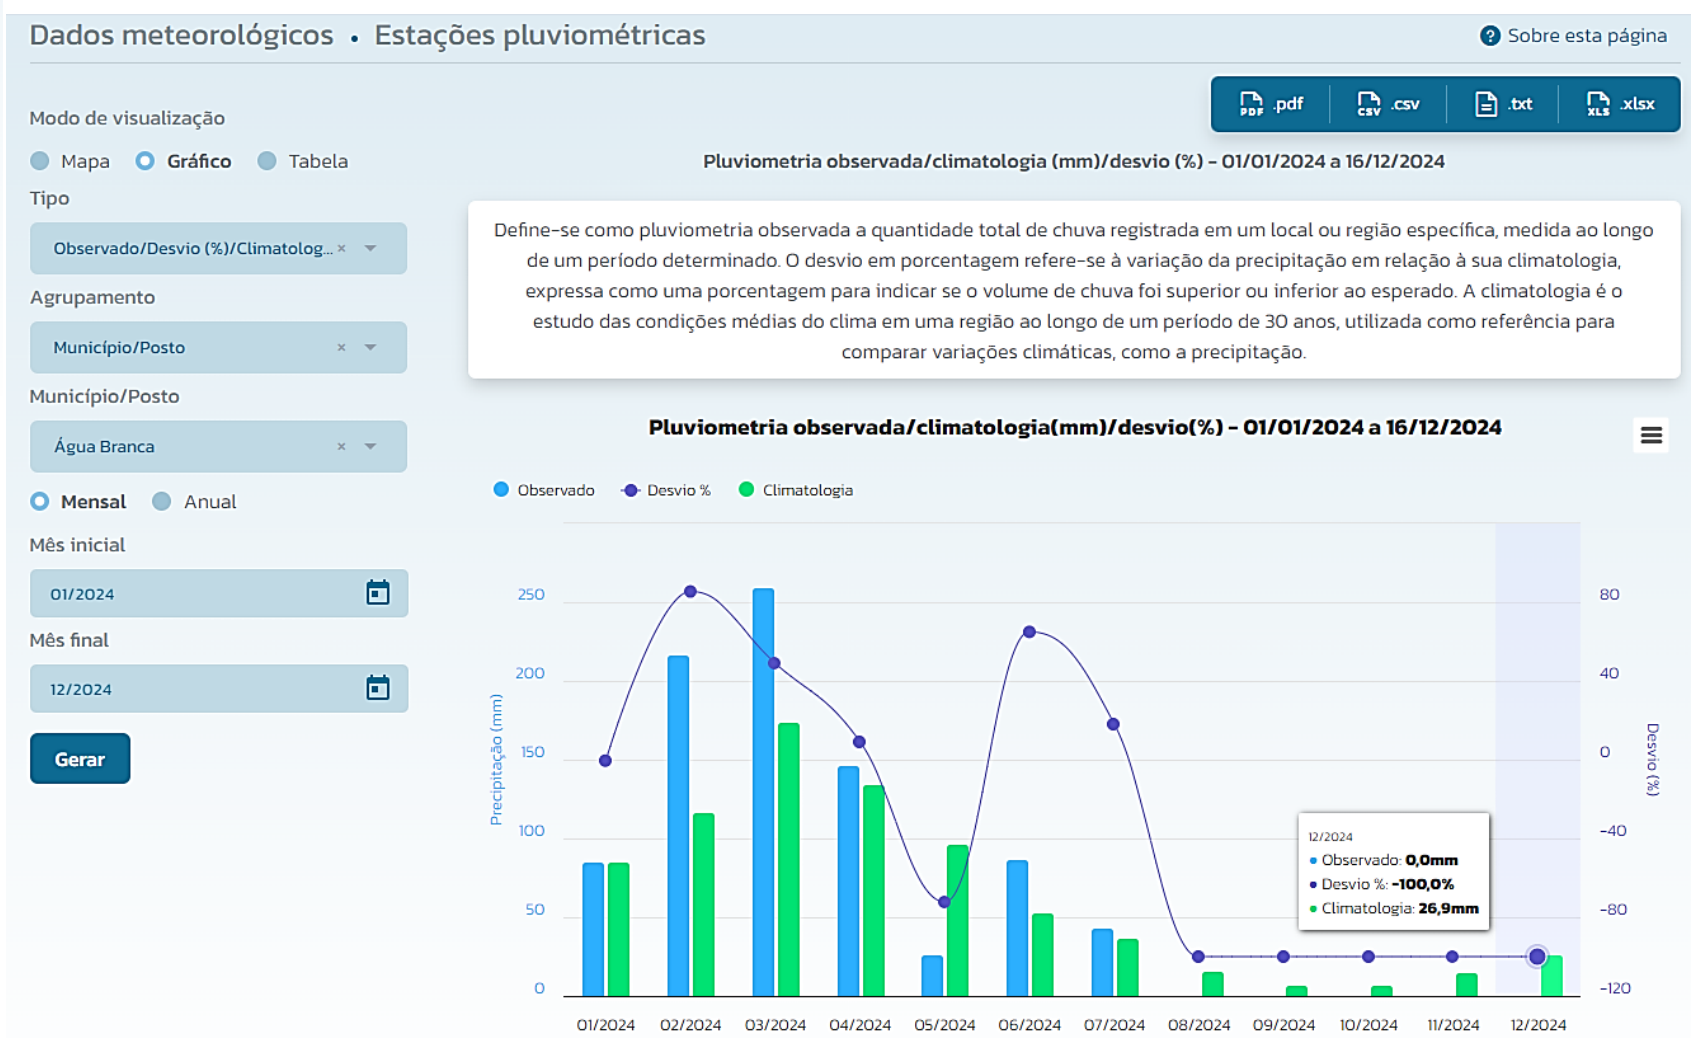 Dados meteorológicos • Estações pluviométricas
Sobre esta página
PDF .pdf
CSV .csv
.txt
XLS .xlsx
Modo de visualização
Mapa Gráfico Tabela
Tipo
Observado/Desvio (%)/Climatolog... ×
Agrupamento
Município/Posto ×
Município/Posto
Água Branca ×
Mensal Anual
Mês inicial
01/2024
Mês final
12/2024
Gerar
Pluviometria observada/climatologia (mm)/desvio (%) - 01/01/2024 a 16/12/2024
Define-se como pluviometria observada a quantidade total de chuva registrada em um local ou região específica, medida ao longo
de um período determinado. O desvio em porcentagem refere-se à variação da precipitação em relação à sua climatologia,
expressa como uma porcentagem para indicar se o volume de chuva foi superior ou inferior ao esperado. A climatologia é o
estudo das condições médias do clima em uma região ao longo de um período de 30 anos, utilizada como referência para
comparar variações climáticas, como a precipitação.
Pluviometria observada/climatologia(mm)/desvio(%) - 01/01/2024 a 16/12/2024
Observado Desvio % Climatologia
Precipitação (mm)
250
200
150
100
50
0
80
40
0
-40
-80
-120
Desvio (%)
12/2024
Observado: 0,0mm
Desvio %: -100,0%
Climatologia: 26,9mm
01/2024 02/2024 03/2024 04/2024 05/2024 06/2024 07/2024 08/2024 09/2024 10/2024 11/2024 12/2024